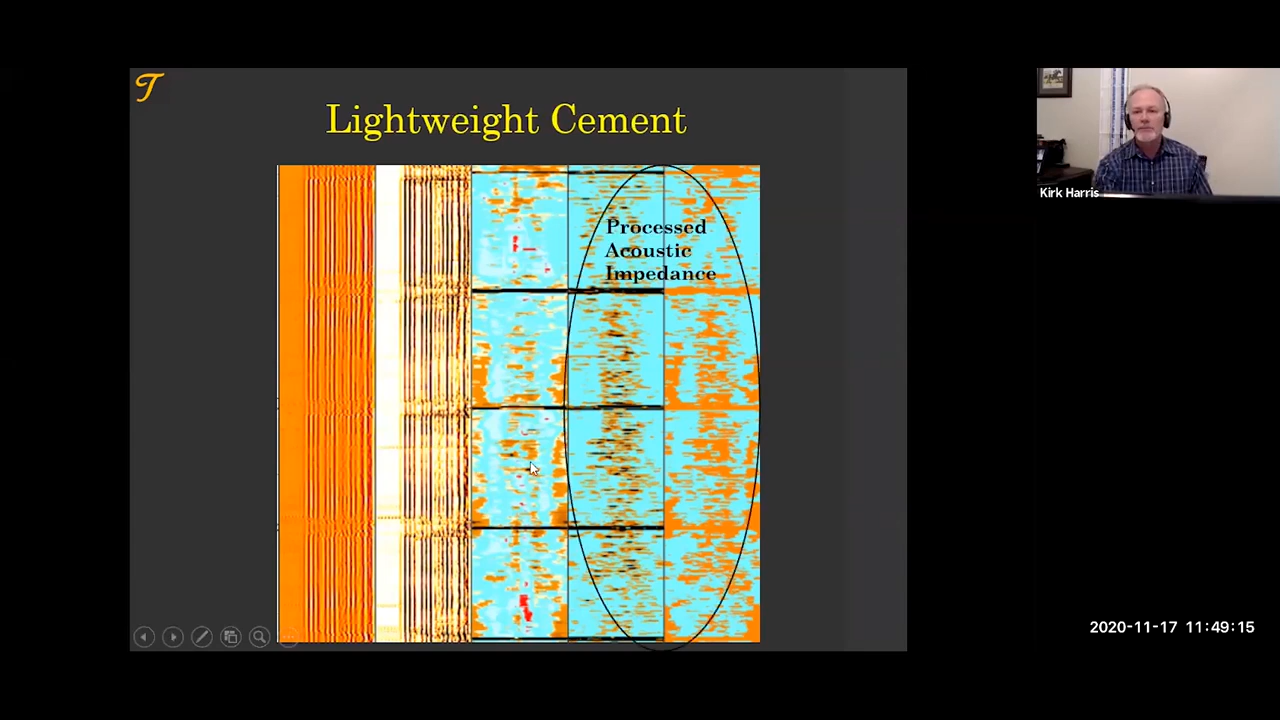 T
Lightweight Cement
Processed
Acoustic
Impedance
Kirk Harris
2020-11-17 11:49:15